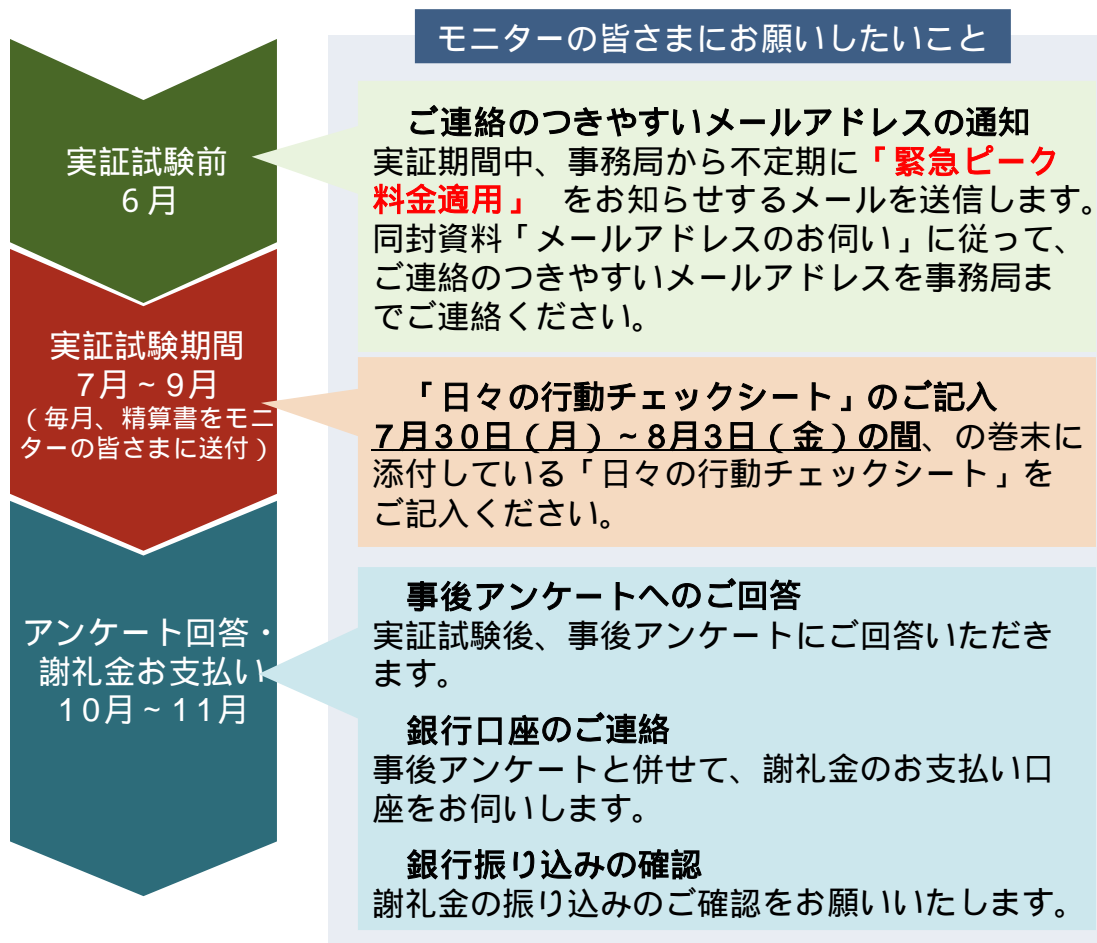 モニターの皆さまにお願いしたいこと
実証試験前
6月
ご連絡のつきやすいメールアドレスの通知
実証期間中、事務局から不定期に「緊急ピーク
料金適用」 をお知らせするメールを送信します。
同封資料「メールアドレスのお伺い」に従って、
ご連絡のつきやすいメールアドレスを事務局ま
でご連絡ください。
実証試験期間
7月~9月
(毎月、精算書をモニ
ターの皆さまに送付)
「日々の行動チェックシート」のご記入
7月30日(月)~8月3日(金)の間、の巻末に
添付している「日々の行動チェックシート」を
ご記入ください。
アンケート回答・
謝礼金お支払い
10月~11月
事後アンケートへのご回答
実証試験後、事後アンケートにご回答いただき
ます。
銀行口座のご連絡
事後アンケートと併せて、謝礼金のお支払い口
座をお伺いします。
銀行振り込みの確認
謝礼金の振り込みのご確認をお願いいたします。